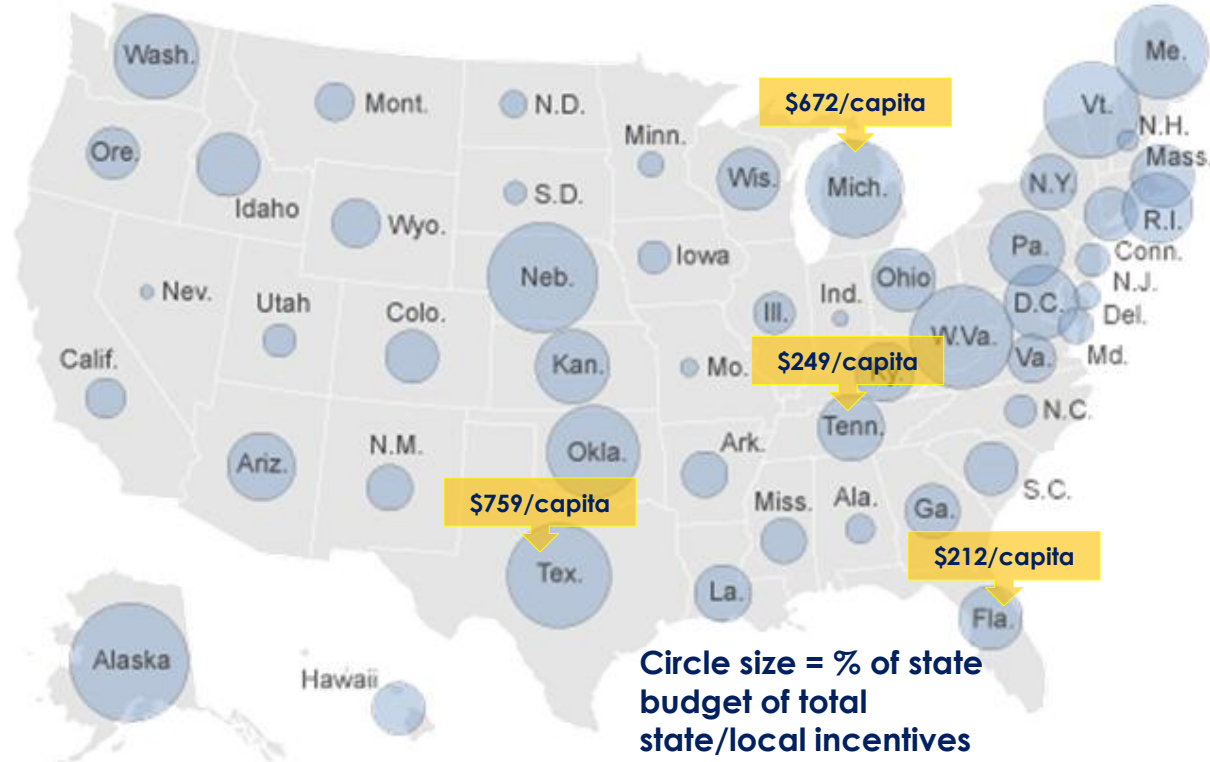 Wash.
Me.
Mont.
N.D.
$672/capita
Vt.
Minn.
N.H.
Ore.
Mass.
Wis.
Mich.
N.Y.
Idaho
S.D.
R.I.
Wyo.
Pa.
Conn.
Iowa
Neb.
Ohio
N.J.
Nev.
Ind.
D.C.
Utah
Colo.
Ill.
Del.
W.Va.
Calif.
Kan.
Mo.
$249/capita
Ky.
Va.
Md.
N.C.
Tenn.
N.M.
Okla.
Ark.
Ariz.
S.C.
$759/capita
Miss.
Ala.
Ga.
$212/capita
Tex.
La.
Fla.
Alaska
Hawaii
Circle size = % of state
budget of total
state/local incentives